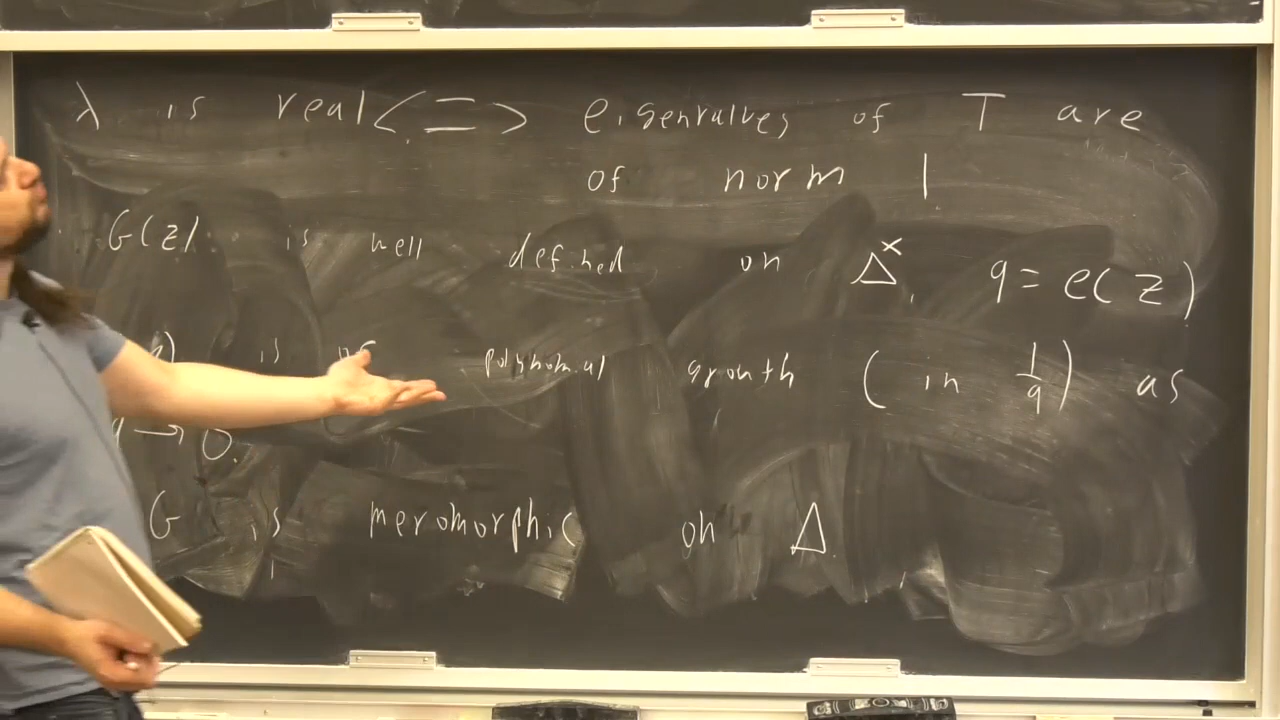 λ is real <=> eigenvalues of T are
of norm 1
G(z) is well defined on Δ^×, q = e(z)
is of polynomial growth (in 1/q) as
q → 0.
G is meromorphic on Δ.